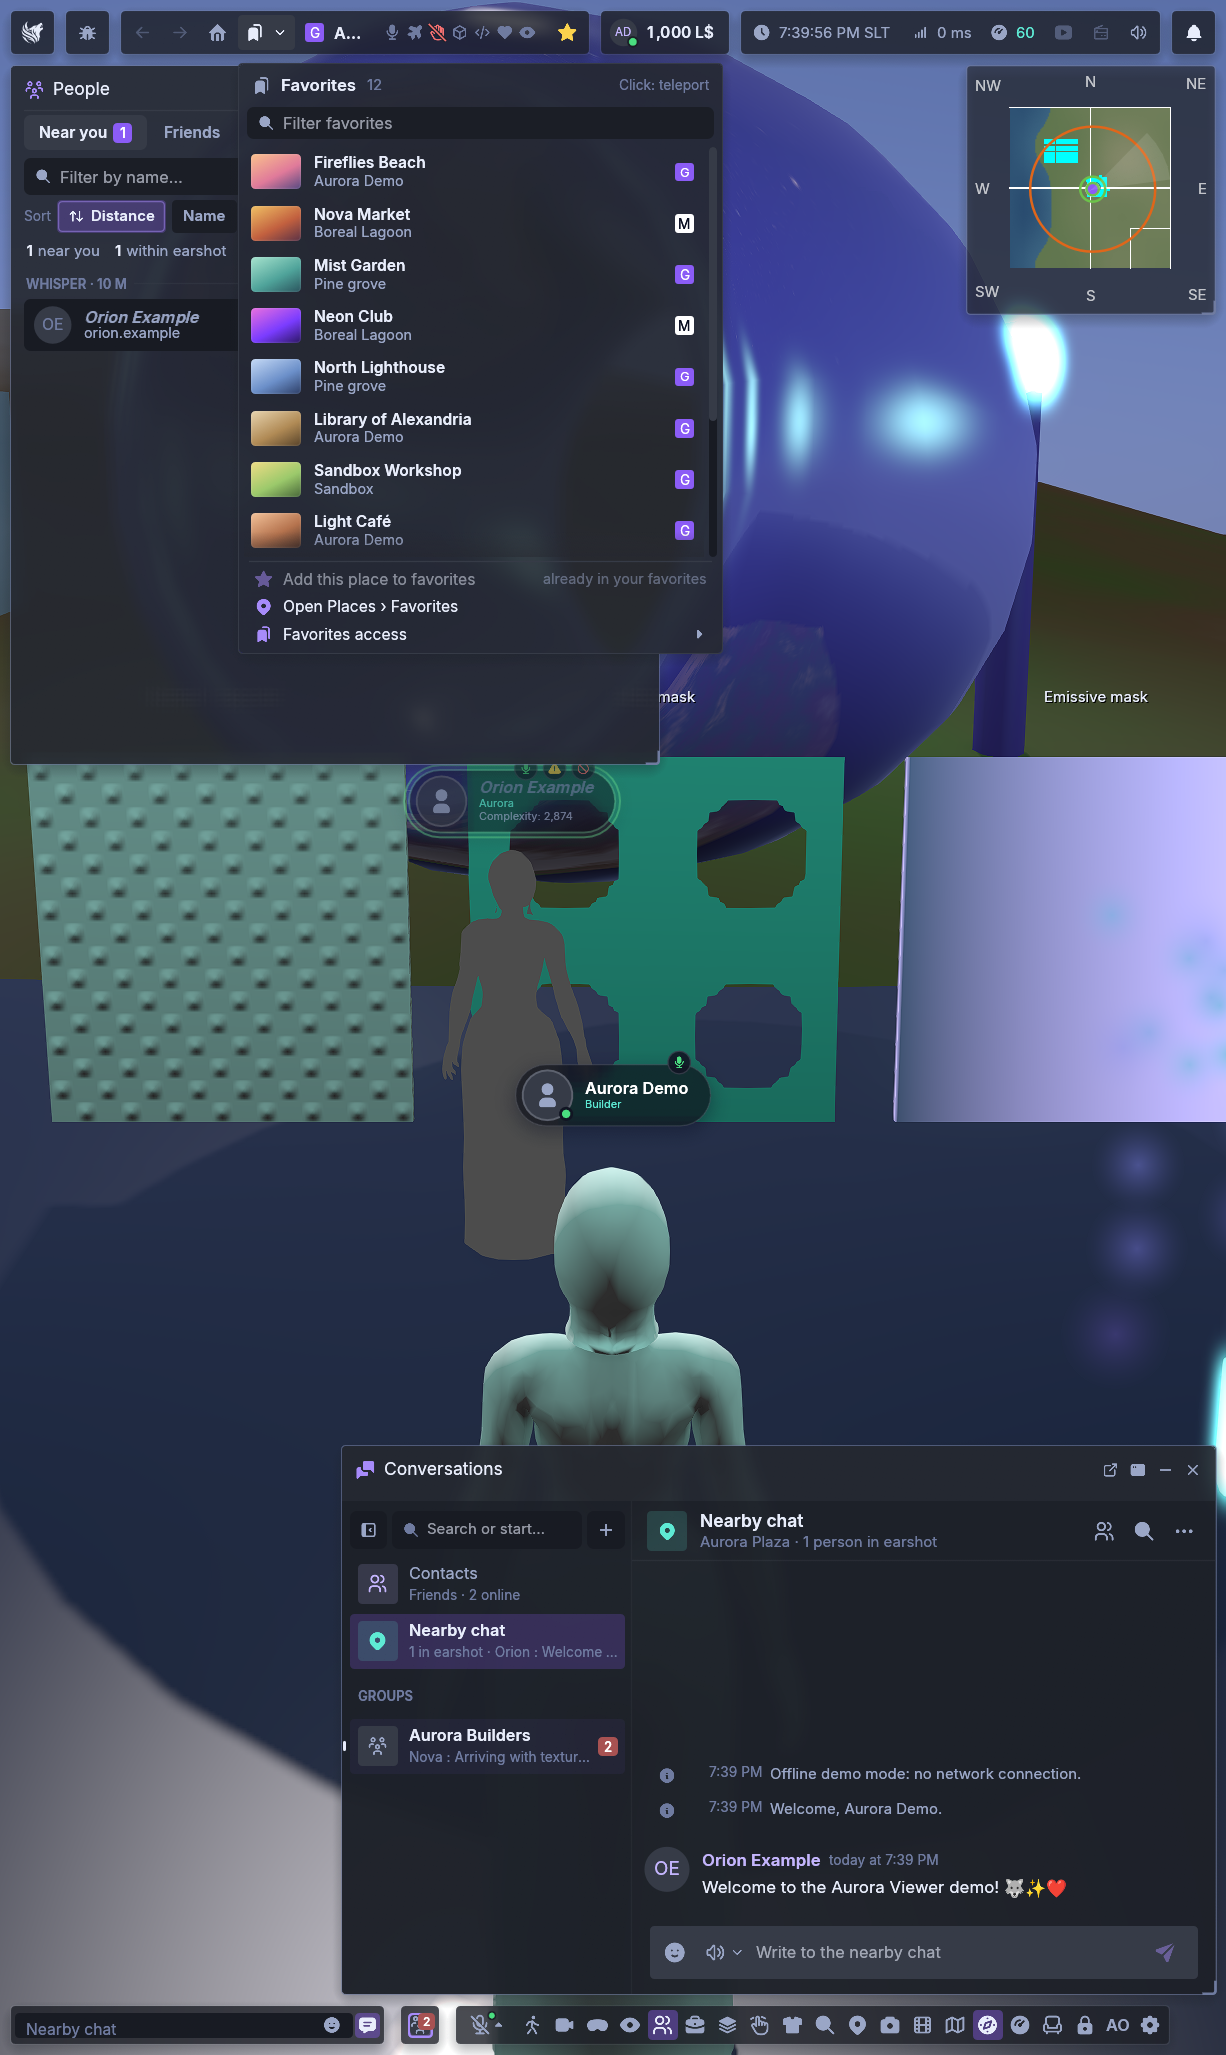 G A...
AD 1,000 L$
7:39:56 PM SLT
0 ms
60
People
Near you 1 Friends
Filter by name...
Sort Distance Name
1 near you 1 within earshot
WHISPER · 10 M
OE Orion Example
orion.example
Favorites 12 Click: teleport
Filter favorites
Fireflies Beach
Aurora Demo
G
Nova Market
Boreal Lagoon
M
Mist Garden
Pine grove
G
Neon Club
Boreal Lagoon
M
North Lighthouse
Pine grove
G
Library of Alexandria
Aurora Demo
G
Sandbox Workshop
Sandbox
G
Light Café
Aurora Demo
G
Add this place to favorites already in your favorites
Open Places › Favorites
Favorites access
NW N NE
W E
SW S SE
mask
Emissive mask
Orion Example
Aurora
Complexity: 2,874
Aurora Demo
Builder
Conversations
Search or start...
Contacts
Friends · 2 online
Nearby chat
1 in earshot · Orion : Welcome ...
GROUPS
Aurora Builders
Nova : Arriving with textur... 2
Nearby chat
Aurora Plaza · 1 person in earshot
7:39 PM Offline demo mode: no network connection.
7:39 PM Welcome, Aurora Demo.
OE Orion Example today at 7:39 PM
Welcome to the Aurora Viewer demo! 🐺✨❤️
Write to the nearby chat
Nearby chat
2
AO